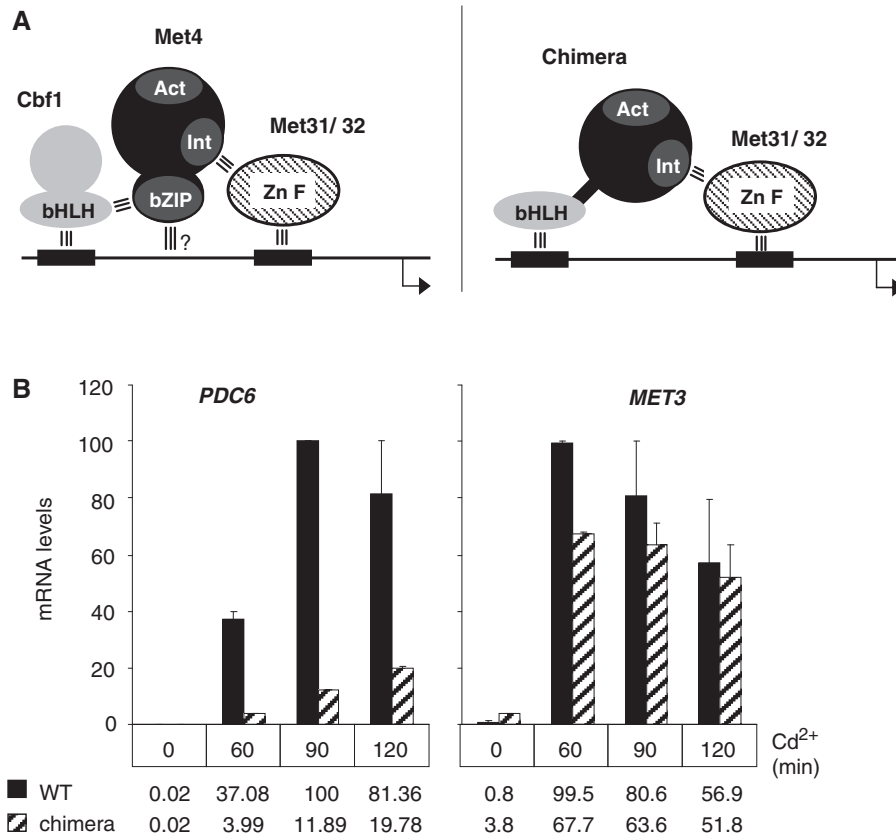 A
Met4
Chimera
Cbf1
Act
Act
Met31/ 32
Met31/ 32
Int
Int
bHLH
bZIP
Zn F
bHLH
Zn F
?
B
PDC6
MET3
mRNA levels
120
100
80
60
40
20
0
0 60 90 120 0 60 90 120 Cd2+
(min)
WT 0.02 37.08 100 81.36 0.8 99.5 80.6 56.9
chimera 0.02 3.99 11.89 19.78 3.8 67.7 63.6 51.8